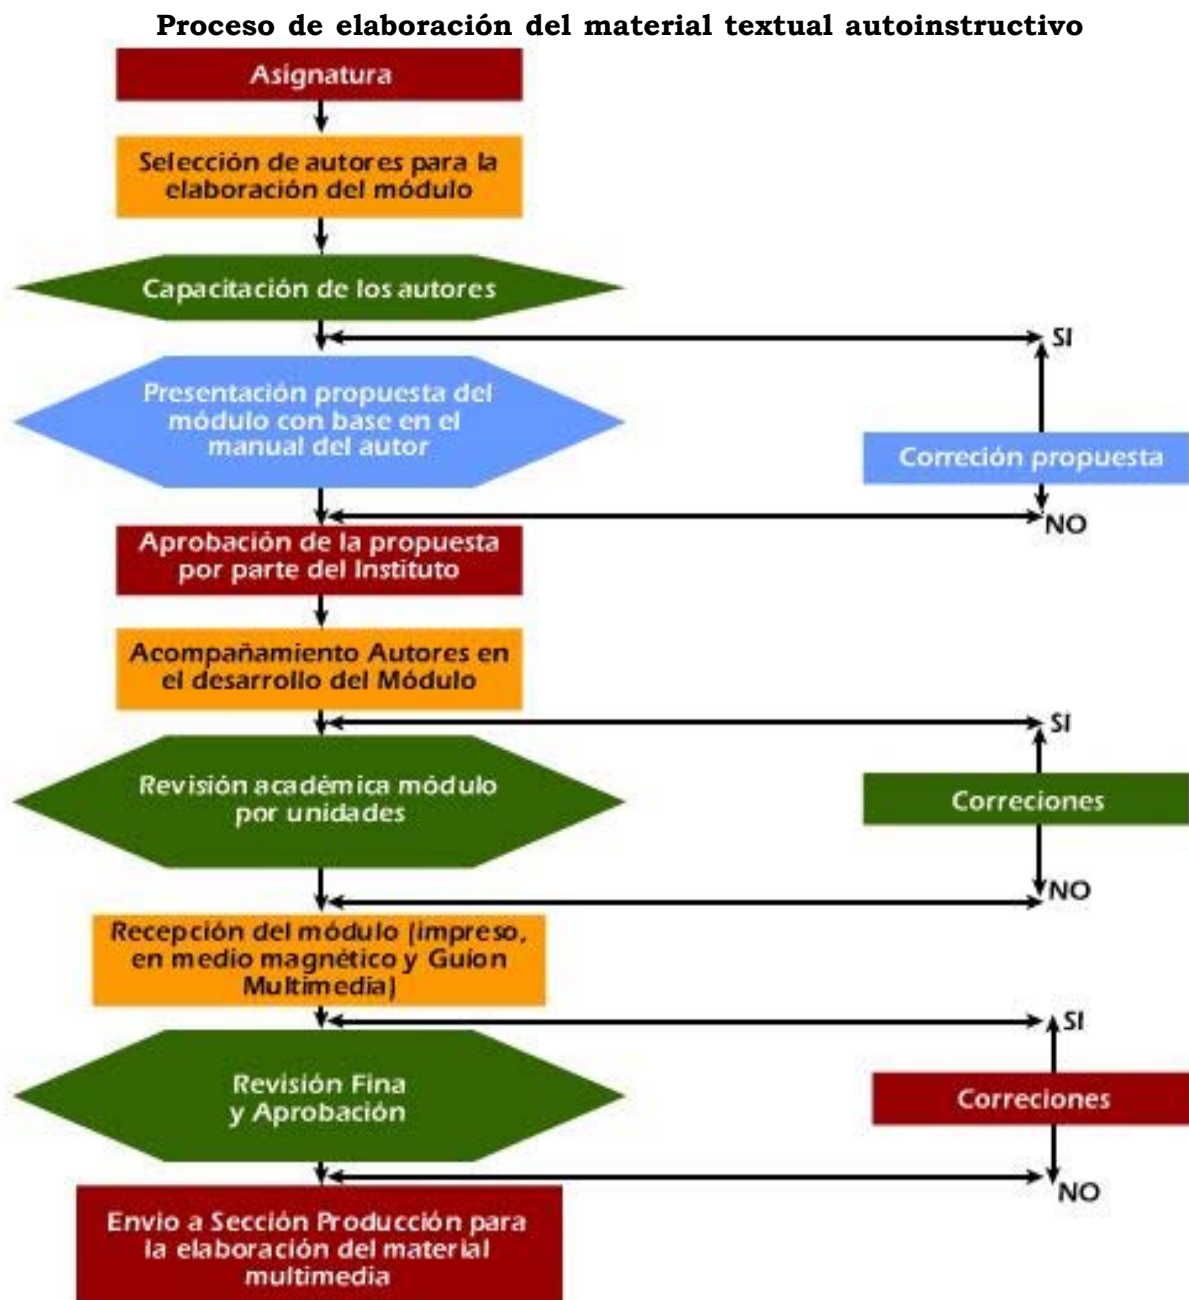 Proceso de elaboración del material textual autoinstructivo
Asignatura
Selección de autores para la
elaboración del módulo
Capacitación de los autores
SI
Presentación propuesta del
módulo con base en el
manual del autor
Correción propuesta
NO
Aprobación de la propuesta
por parte del Instituto
Acompañamiento Autores en
el desarrollo del Módulo
SI
Revisión académica módulo
por unidades
Correciones
NO
Recepción del módulo (impreso,
en medio magnético y Guion
Multimedia)
SI
Revisión Fina
y Aprobación
Correciones
NO
Envio a Sección Producción para
la elaboración del material
multimedia